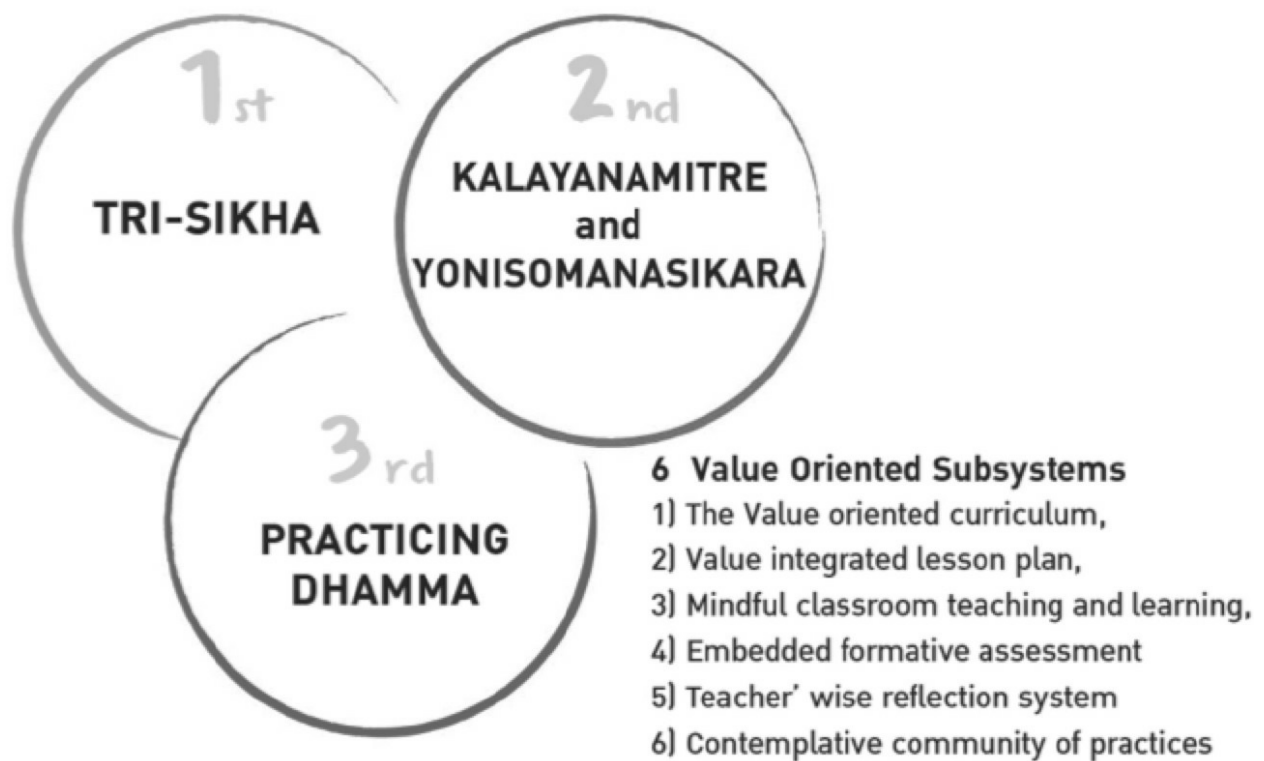 1st
TRI-SIKHA
2nd
KALAYANAMITRE
and
YONISOMANASIKARA
3rd
PRACTICING
DHAMMA
6 Value Oriented Subsystems
1) The Value oriented curriculum,
2) Value integrated lesson plan,
3) Mindful classroom teaching and learning,
4) Embedded formative assessment
5) Teacher' wise reflection system
6) Contemplative community of practices